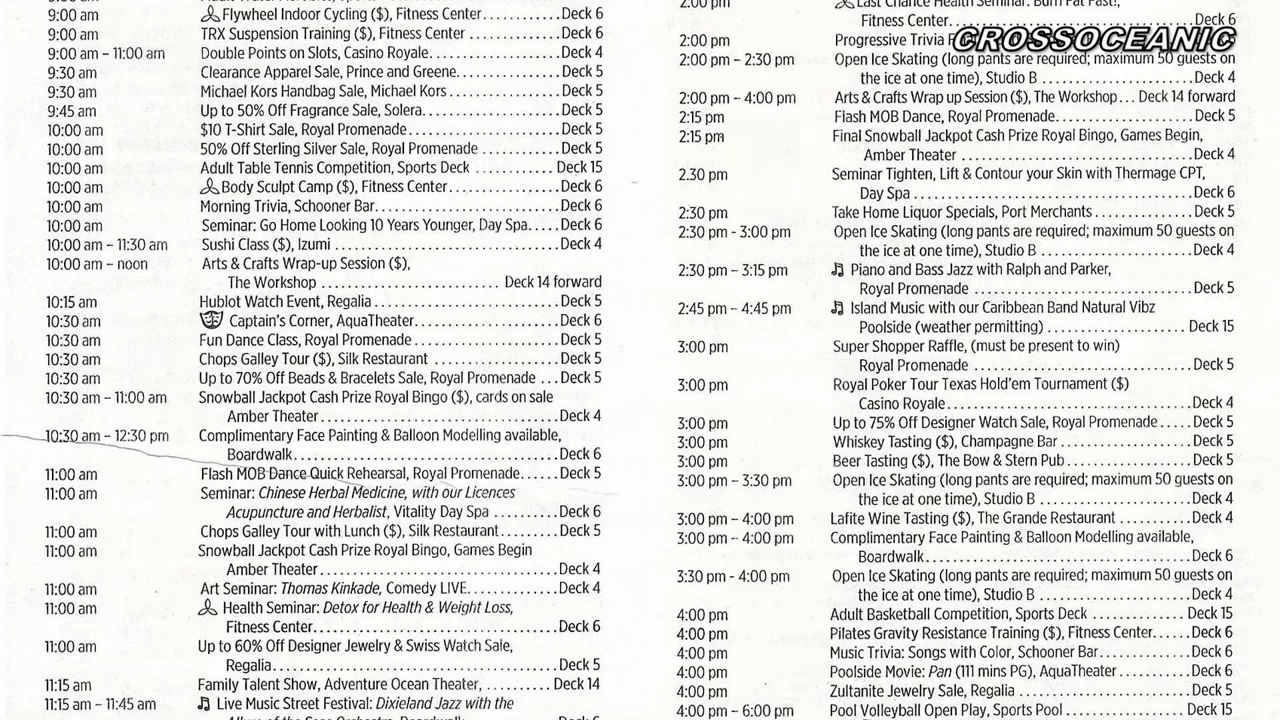 9:00 am Flywheel Indoor Cycling ($), Fitness Center Deck 6
9:00 am TRX Suspension Training ($), Fitness Center Deck 6
9:00 am – 11:00 am Double Points on Slots, Casino Royale Deck 4
9:30 am Clearance Apparel Sale, Prince and Greene Deck 5
9:30 am Michael Kors Handbag Sale, Michael Kors Deck 5
9:45 am Up to 50% Off Fragrance Sale, Solera Deck 5
10:00 am $10 T-Shirt Sale, Royal Promenade Deck 5
10:00 am 50% Off Sterling Silver Sale, Royal Promenade Deck 5
10:00 am Adult Table Tennis Competition, Sports Deck Deck 15
10:00 am Body Sculpt Camp ($), Fitness Center Deck 6
10:00 am Morning Trivia, Schooner Bar Deck 6
10:00 am Seminar: Go Home Looking 10 Years Younger, Day Spa Deck 6
10:00 am – 11:30 am Sushi Class ($), Izumi Deck 4
10:00 am – noon Arts & Crafts Wrap-up Session ($),
The Workshop Deck 14 forward
10:15 am Hublot Watch Event, Regalia Deck 5
10:30 am Captain's Corner, AquaTheater Deck 6
10:30 am Fun Dance Class, Royal Promenade Deck 5
10:30 am Chops Galley Tour ($), Silk Restaurant Deck 5
10:30 am Up to 70% Off Beads & Bracelets Sale, Royal Promenade Deck 5
10:30 am – 11:00 am Snowball Jackpot Cash Prize Royal Bingo ($), cards on sale
Amber Theater Deck 4
10:30 am – 12:30 pm Complimentary Face Painting & Balloon Modelling available,
Boardwalk Deck 6
11:00 am Flash MOB Dance Quick Rehersal, Royal Promenade Deck 5
11:00 am Seminar: Chinese Herbal Medicine, with our Licences
Acupuncture and Herbalist, Vitality Day Spa Deck 6
11:00 am Chops Galley Tour with Lunch ($), Silk Restaurant Deck 5
11:00 am Snowball Jackpot Cash Prize Royal Bingo, Games Begin
Amber Theater Deck 4
11:00 am Art Seminar: Thomas Kinkade, Comedy LIVE Deck 4
11:00 am Health Seminar: Detox for Health & Weight Loss,
Fitness Center Deck 6
11:00 am Up to 60% Off Designer Jewelry & Swiss Watch Sale,
Regalia Deck 5
11:15 am Family Talent Show, Adventure Ocean Theater, Deck 14
11:15 am – 11:45 am Live Music Street Festival: Dixieland Jazz with the
2:00 pm Last Chance Health Seminar: Burn Fat Fast!,
Fitness Center Deck 6
CROSSOCEANIC
2:00 pm Progressive Trivia
2:00 pm – 2:30 pm Open Ice Skating (long pants are required; maximum 50 guests on
the ice at one time), Studio B Deck 4
2:00 pm – 4:00 pm Arts & Crafts Wrap up Session ($), The Workshop Deck 14 forward
2:15 pm Flash MOB Dance, Royal Promenade Deck 5
2:15 pm Final Snowball Jackpot Cash Prize Royal Bingo, Games Begin,
Amber Theater Deck 4
2.30 pm Seminar Tighten, Lift & Contour your Skin with Thermage CPT,
Day Spa Deck 6
2:30 pm Take Home Liquor Specials, Port Merchants Deck 5
2:30 pm - 3:00 pm Open Ice Skating (long pants are required; maximum 50 guests on
the ice at one time), Studio B Deck 4
2:30 pm – 3:15 pm Piano and Bass Jazz with Ralph and Parker,
Royal Promenade Deck 5
2:45 pm – 4:45 pm Island Music with our Caribbean Band Natural Vibz
Poolside (weather permitting) Deck 15
3:00 pm Super Shopper Raffle, (must be present to win)
Royal Promenade Deck 5
3:00 pm Royal Poker Tour Texas Hold'em Tournament ($)
Casino Royale Deck 4
3:00 pm Up to 75% Off Designer Watch Sale, Royal Promenade Deck 5
3:00 pm Whiskey Tasting ($), Champagne Bar Deck 5
3:00 pm Beer Tasting ($), The Bow & Stern Pub Deck 5
3:00 pm - 3:30 pm Open Ice Skating (long pants are required; maximum 50 guests on
the ice at one time), Studio B Deck 4
3:00 pm – 4:00 pm Lafite Wine Tasting ($), The Grande Restaurant Deck 4
3:00 pm – 4:00 pm Complimentary Face Painting & Balloon Modelling available,
Boardwalk Deck 6
3:30 pm - 4:00 pm Open Ice Skating (long pants are required; maximum 50 guests on
the ice at one time), Studio B Deck 4
4:00 pm Adult Basketball Competition, Sports Deck Deck 15
4:00 pm Pilates Gravity Resistance Training ($), Fitness Center Deck 6
4:00 pm Music Trivia: Songs with Color, Schooner Bar Deck 6
4:00 pm Poolside Movie: Pan (111 mins PG), AquaTheater Deck 6
4:00 pm Zultanite Jewelry Sale, Regalia Deck 5
4:00 pm – 6:00 pm Pool Volleyball Open Play, Sports Pool Deck 15